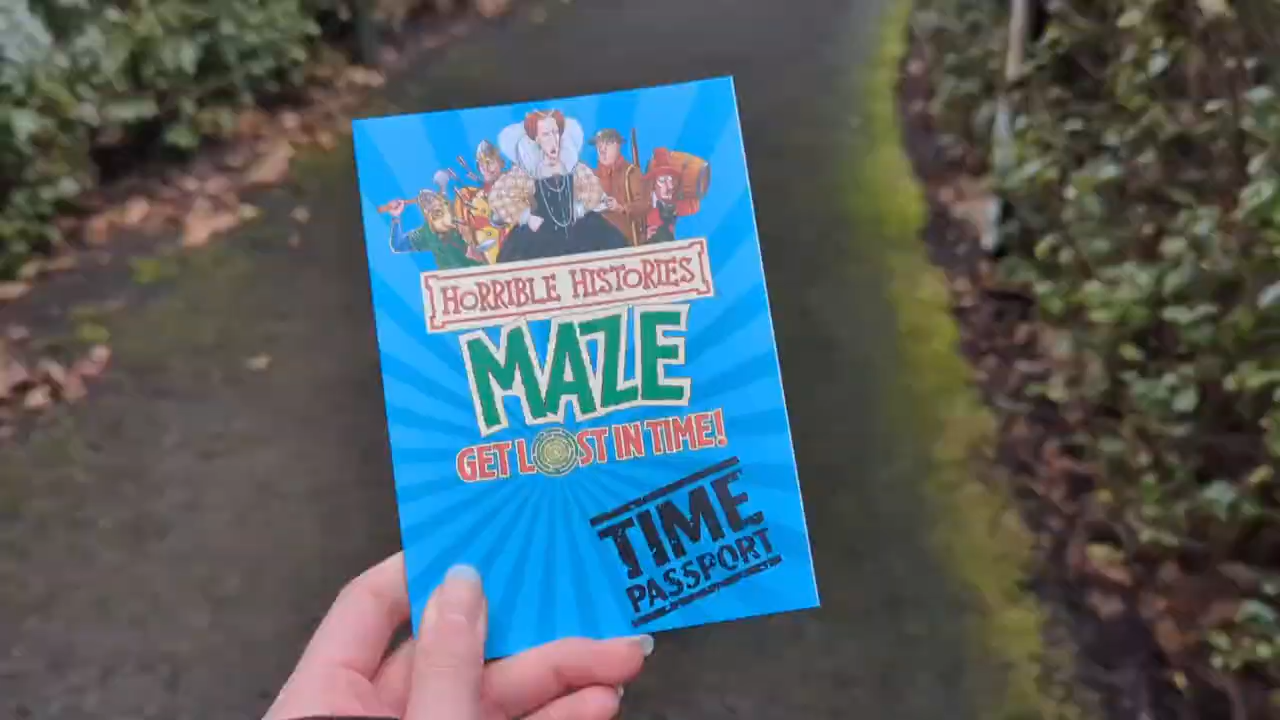 HORRIBLE HISTORIES
MAZE
GET LOST IN TIME!
TIME
PASSPORT